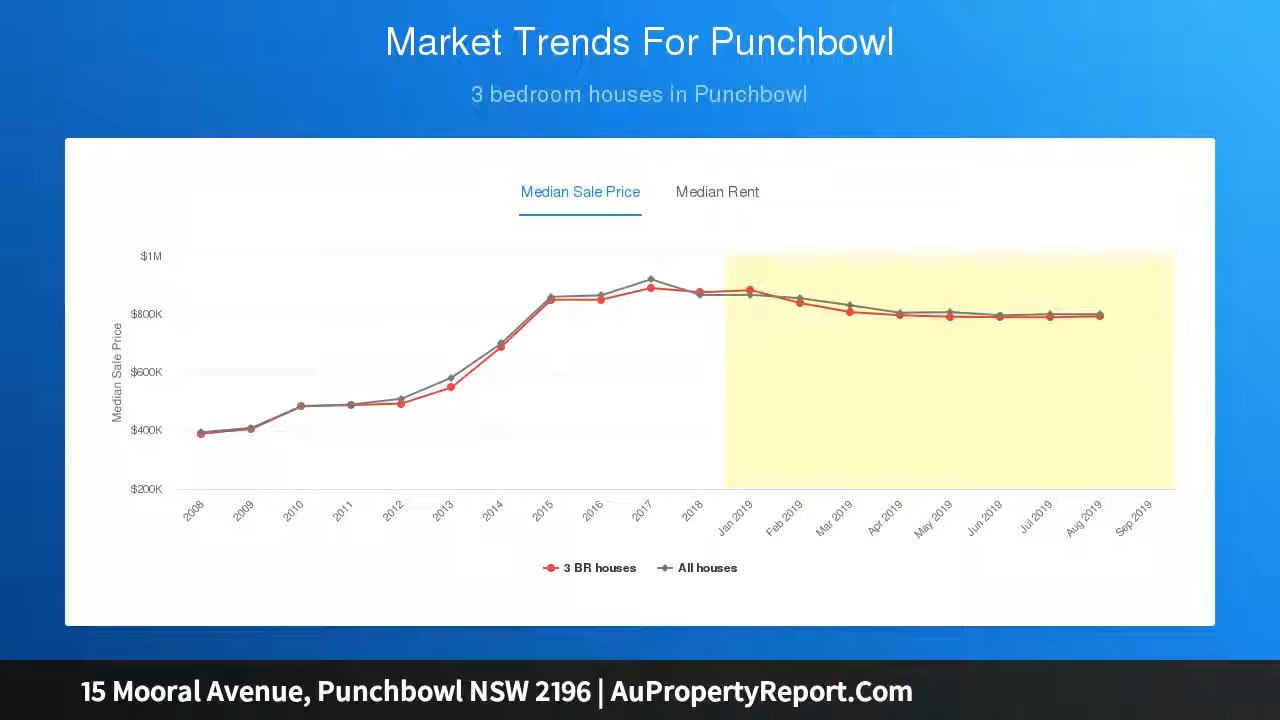 Market Trends For Punchbowl
3 bedroom houses in Punchbowl
Median Sale Price Median Rent
$1M
$800K
$600K
$400K
$200K
Median Sale Price
2008 2009 2010 2011 2012 2013 2014 2015 2016 2017 2018 Jan 2019 Feb 2019 Mar 2019 Apr 2019 May 2019 Jun 2019 Jul 2019 Aug 2019 Sep 2019
3 BR houses All houses
15 Mooral Avenue, Punchbowl NSW 2196 | AuPropertyReport.Com